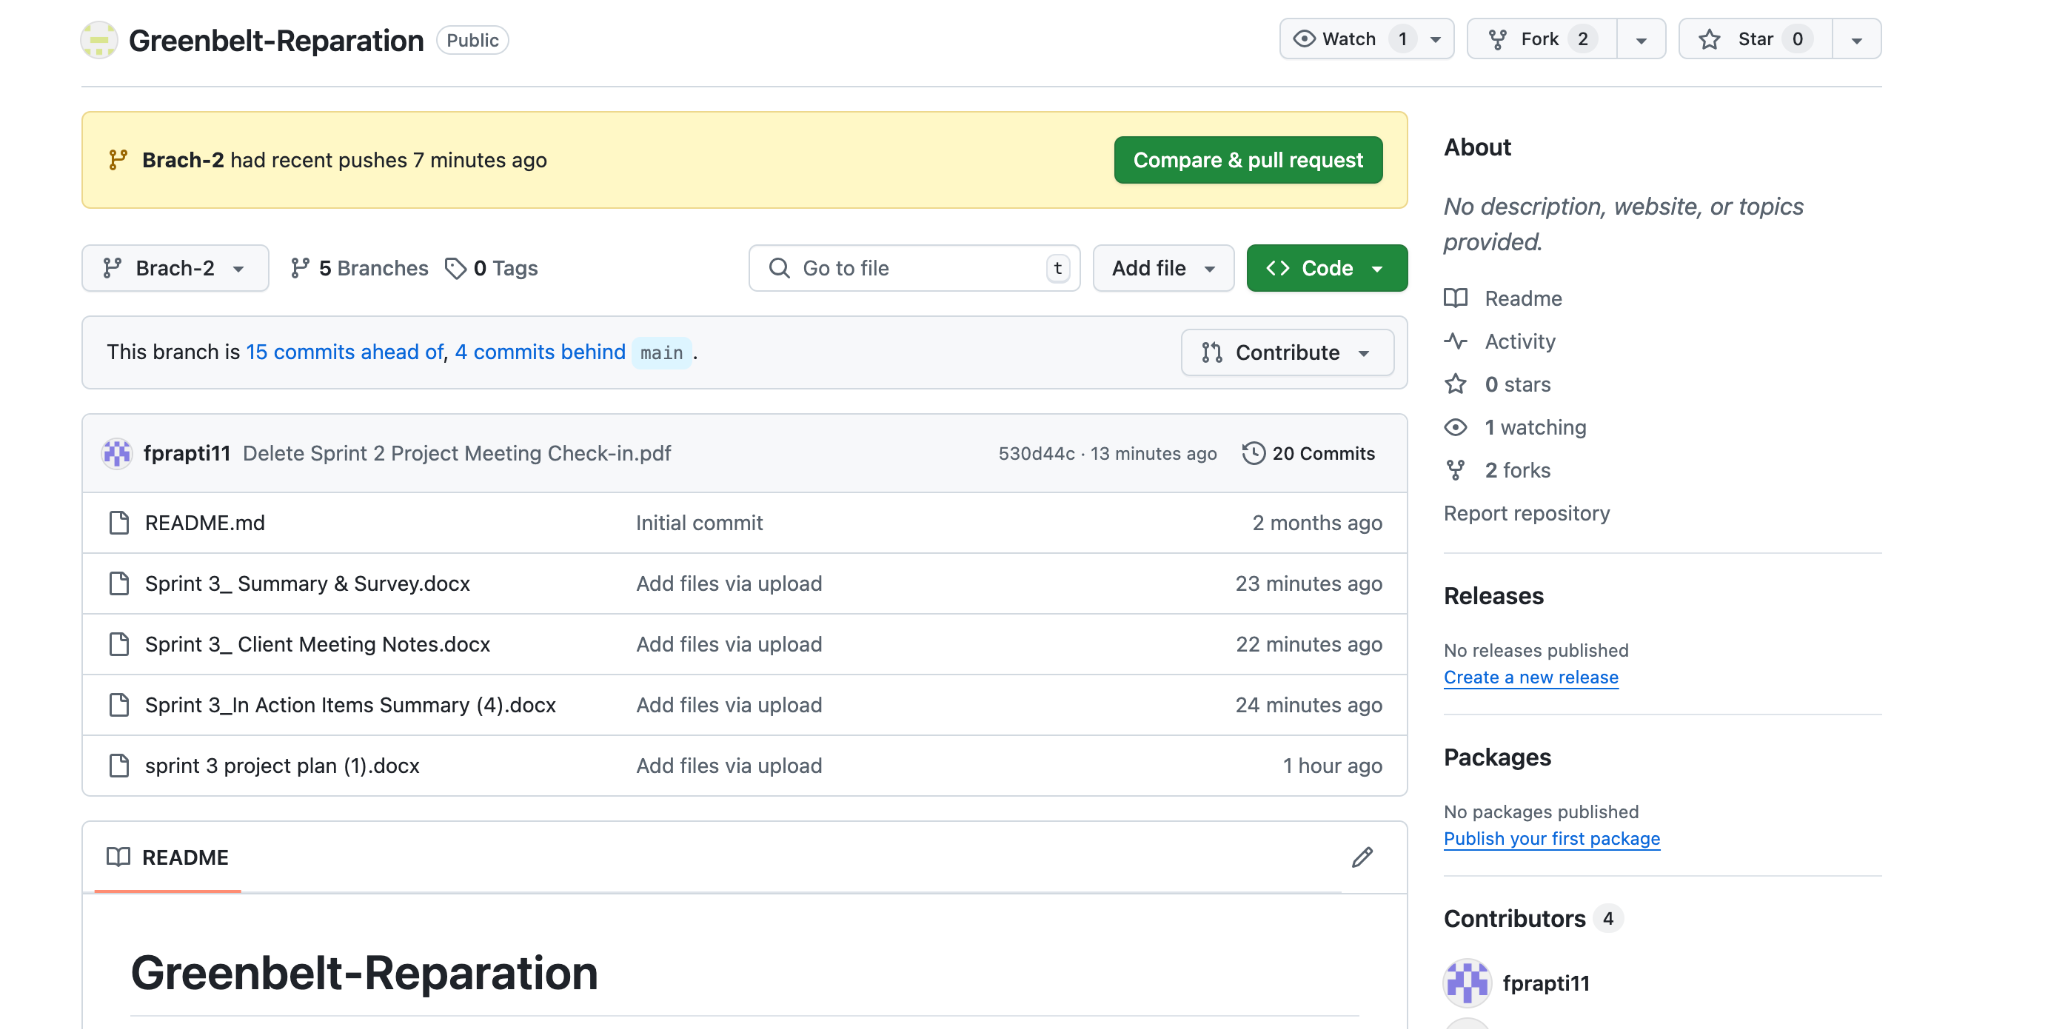 Greenbelt-Reparation Public Watch 1 Fork 2 Star 0
Brach-2 had recent pushes 7 minutes ago Compare & pull request
Brach-2 5 Branches 0 Tags Go to file t Add file Code
This branch is 15 commits ahead of, 4 commits behind main . Contribute
fprapti11 Delete Sprint 2 Project Meeting Check-in.pdf 530d44c · 13 minutes ago 20 Commits
README.md Initial commit 2 months ago
Sprint 3_ Summary & Survey.docx Add files via upload 23 minutes ago
Sprint 3_ Client Meeting Notes.docx Add files via upload 22 minutes ago
Sprint 3_In Action Items Summary (4).docx Add files via upload 24 minutes ago
sprint 3 project plan (1).docx Add files via upload 1 hour ago
README
Greenbelt-Reparation
About
No description, website, or topics
provided.
Readme
Activity
0 stars
1 watching
2 forks
Report repository
Releases
No releases published
Create a new release
Packages
No packages published
Publish your first package
Contributors 4
fprapti11